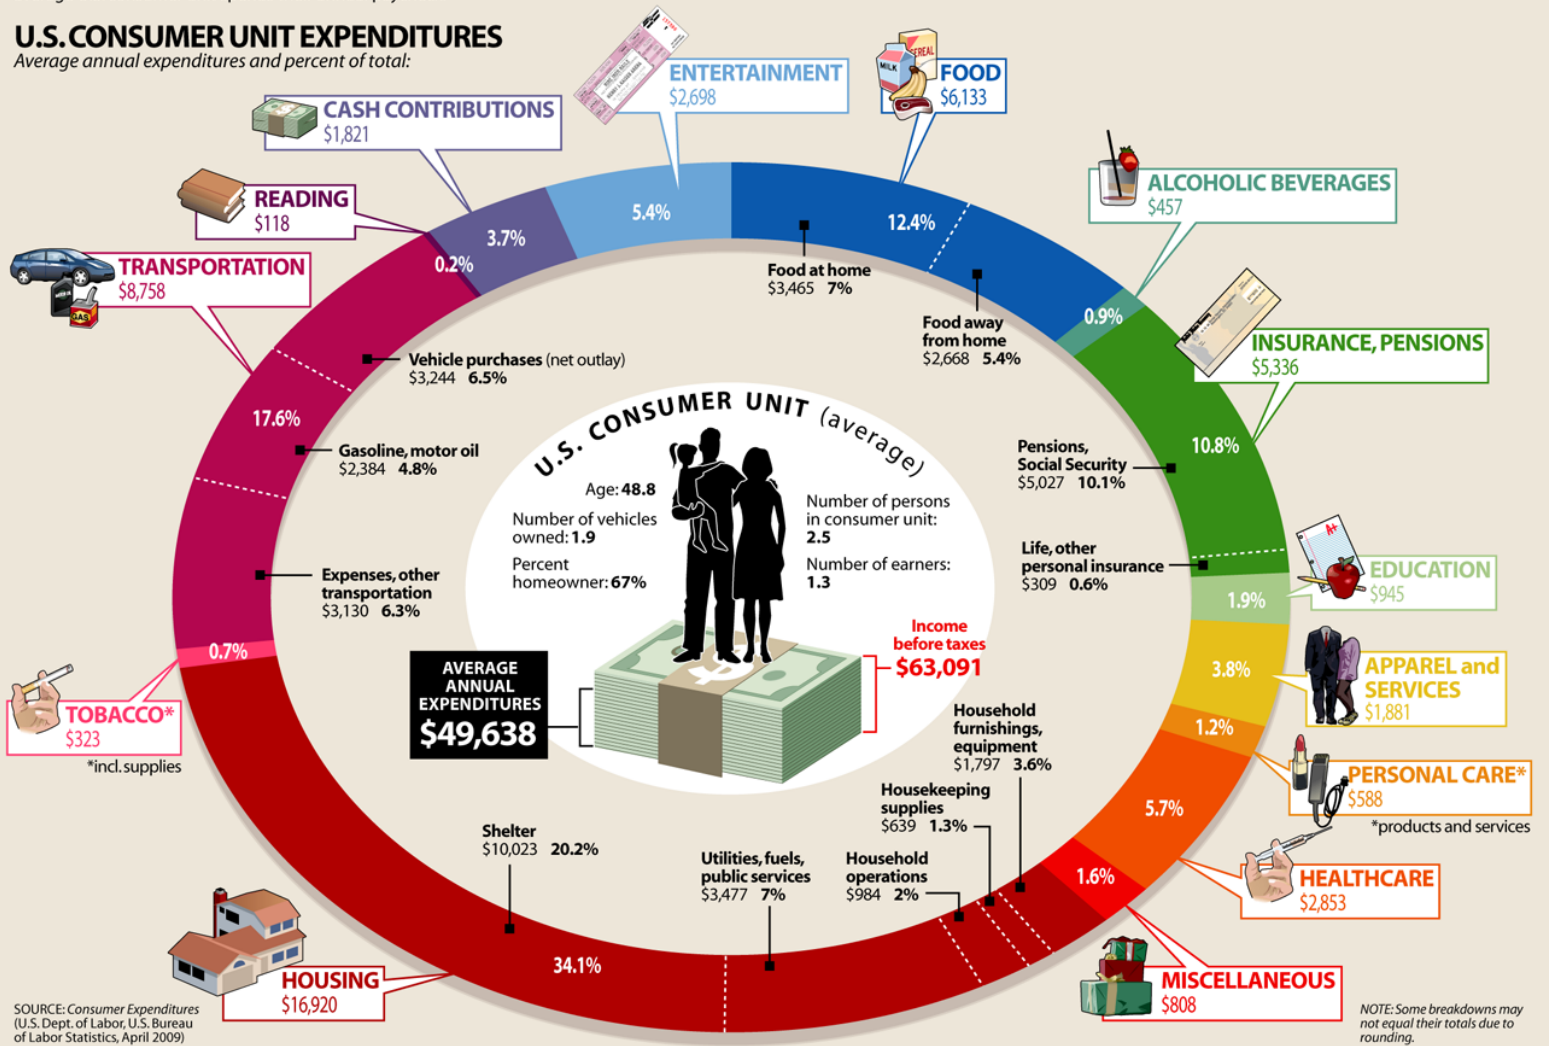 U.S. CONSUMER UNIT EXPENDITURES
Average annual expenditures and percent of total:
ENTERTAINMENT
$2,698
MILK
CEREAL
FOOD
$6,133
CASH CONTRIBUTIONS
$1,821
ALCOHOLIC BEVERAGES
$457
READING
$118
5.4%
12.4%
3.7%
0.2%
TRANSPORTATION
$8,758
GAS
Food at home
$3,465 7%
0.9%
Food away
from home
$2,668 5.4%
INSURANCE, PENSIONS
$5,336
Vehicle purchases (net outlay)
$3,244 6.5%
17.6%
Gasoline, motor oil
$2,384 4.8%
U.S. CONSUMER UNIT (average)
Age: 48.8
Number of vehicles
owned: 1.9
Percent
homeowner: 67%
Number of persons
in consumer unit:
2.5
Number of earners:
1.3
Pensions,
Social Security
$5,027 10.1%
10.8%
Life, other
personal insurance
$309 0.6%
A+
EDUCATION
$945
1.9%
Expenses, other
transportation
$3,130 6.3%
0.7%
TOBACCO*
$323
*incl. supplies
Income
before taxes
$63,091
AVERAGE
ANNUAL
EXPENDITURES
$49,638
3.8%
APPAREL and
SERVICES
$1,881
1.2%
PERSONAL CARE*
$588
*products and services
Household
furnishings,
equipment
$1,797 3.6%
Housekeeping
supplies
$639 1.3%
5.7%
HEALTHCARE
$2,853
Shelter
$10,023 20.2%
Utilities, fuels,
public services
$3,477 7%
Household
operations
$984 2%
1.6%
34.1%
HOUSING
$16,920
MISCELLANEOUS
$808
SOURCE: Consumer Expenditures
(U.S. Dept. of Labor, U.S. Bureau
of Labor Statistics, April 2009)
NOTE: Some breakdowns may
not equal their totals due to
rounding.